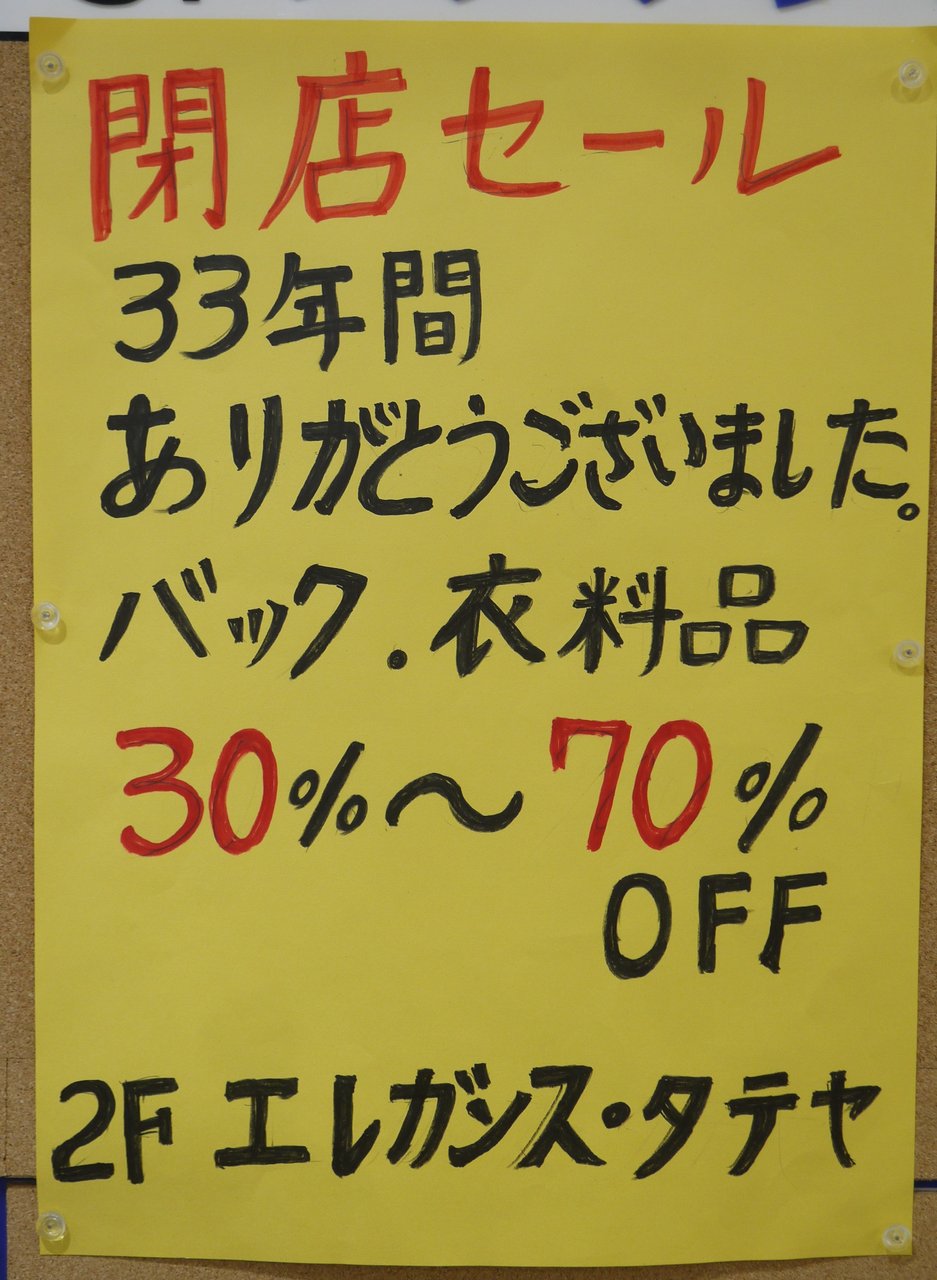 閉店セール
33年間
ありがとうございました。
バック.衣料品
30%〜70%
OFF
2F エレガンス・タテヤ